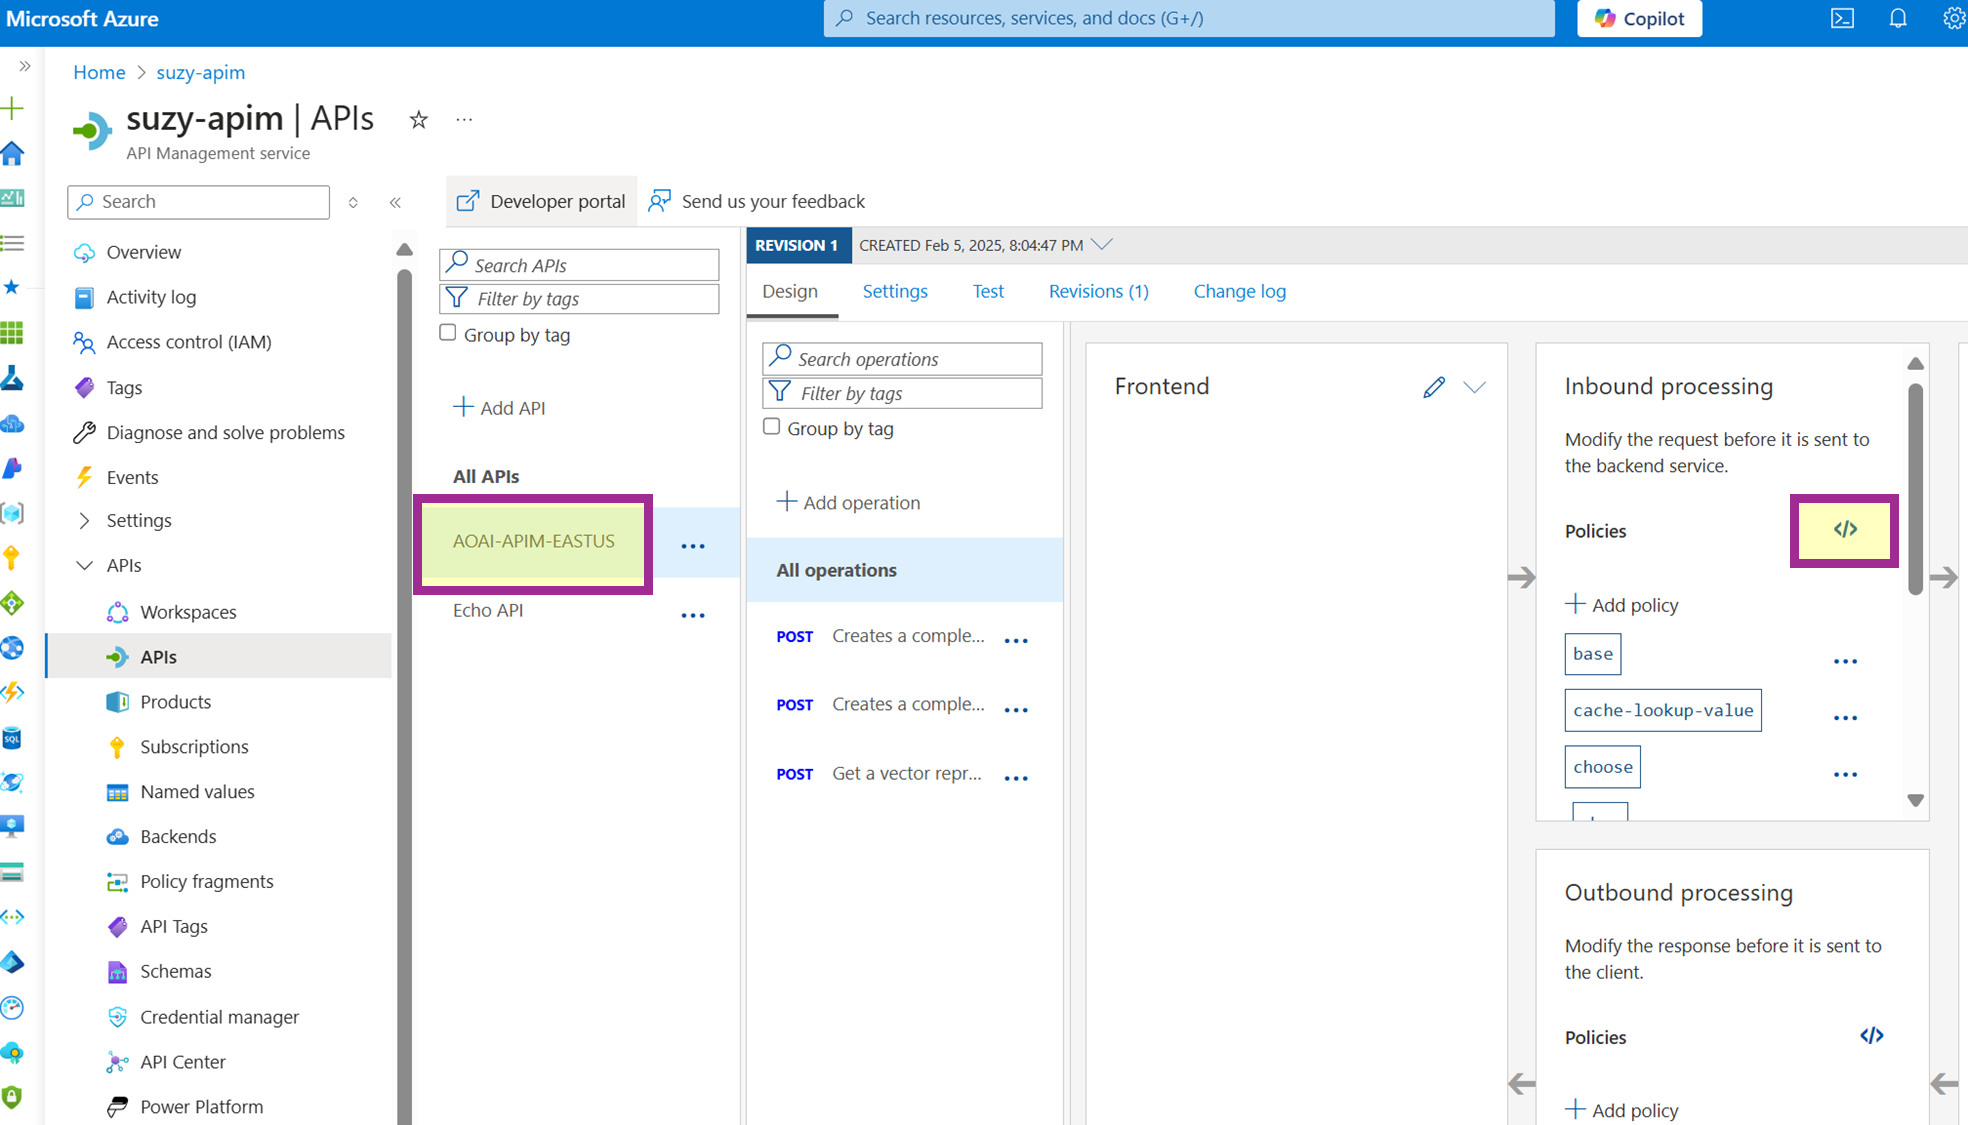 Microsoft Azure
Search resources, services, and docs (G+/)
Copilot
Home > suzy-apim
suzy-apim | APIs
API Management service
Search
Developer portal
Send us your feedback
Overview
Activity log
Access control (IAM)
Tags
Diagnose and solve problems
Events
Settings
APIs
Workspaces
APIs
Products
Subscriptions
Named values
Backends
Policy fragments
API Tags
Schemas
Credential manager
API Center
Power Platform
Search APIs
Filter by tags
Group by tag
Add API
All APIs
AOAI-APIM-EASTUS
Echo API
REVISION 1 CREATED Feb 5, 2025, 8:04:47 PM
Design Settings Test Revisions (1) Change log
Search operations
Filter by tags
Group by tag
Add operation
All operations
POST Creates a comple...
POST Creates a comple...
POST Get a vector repr...
Frontend
Inbound processing
Modify the request before it is sent to
the backend service.
Policies </>
Add policy
base
cache-lookup-value
choose
Outbound processing
Modify the response before it is sent to
the client.
Policies </>
Add policy
SQL